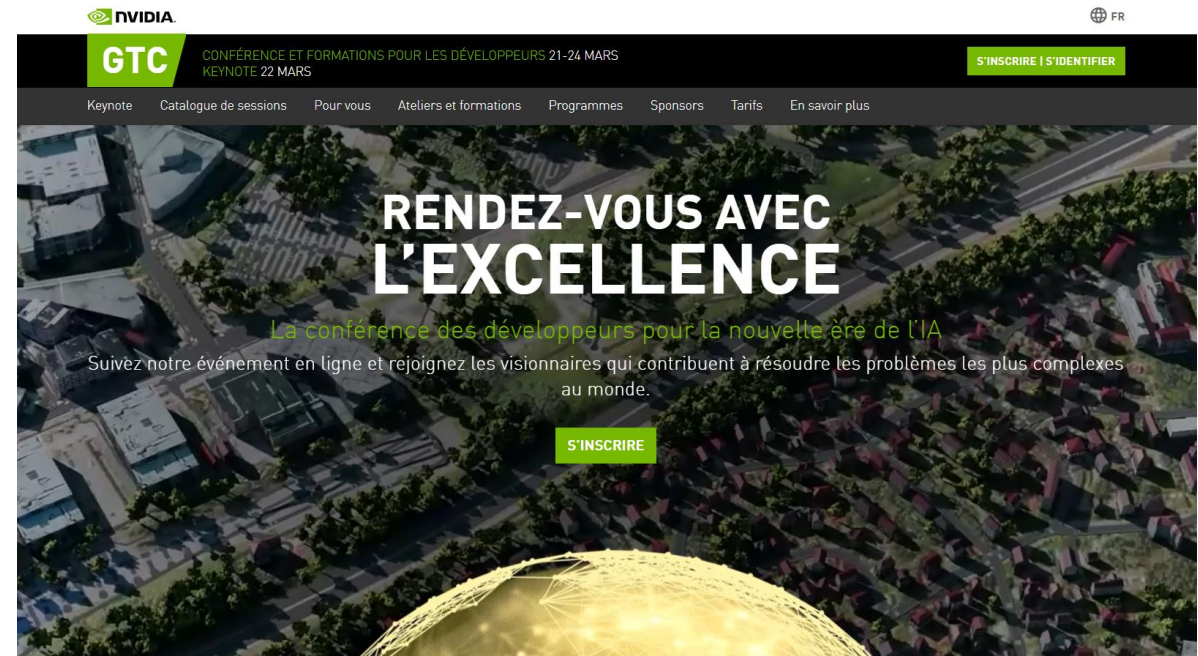 NVIDIA.
FR
GTC
CONFÉRENCE ET FORMATIONS POUR LES DÉVELOPPEURS 21-24 MARS
KEYNOTE 22 MARS
S'INSCRIRE | S'IDENTIFIER
Keynote Catalogue de sessions Pour vous Ateliers et formations Programmes Sponsors Tarifs En savoir plus
RENDEZ-VOUS AVEC
L'EXCELLENCE
La conférence des développeurs pour la nouvelle ère de l'IA
Suivez notre événement en ligne et rejoignez les visionnaires qui contribuent à résoudre les problèmes les plus complexes
au monde.
S'INSCRIRE